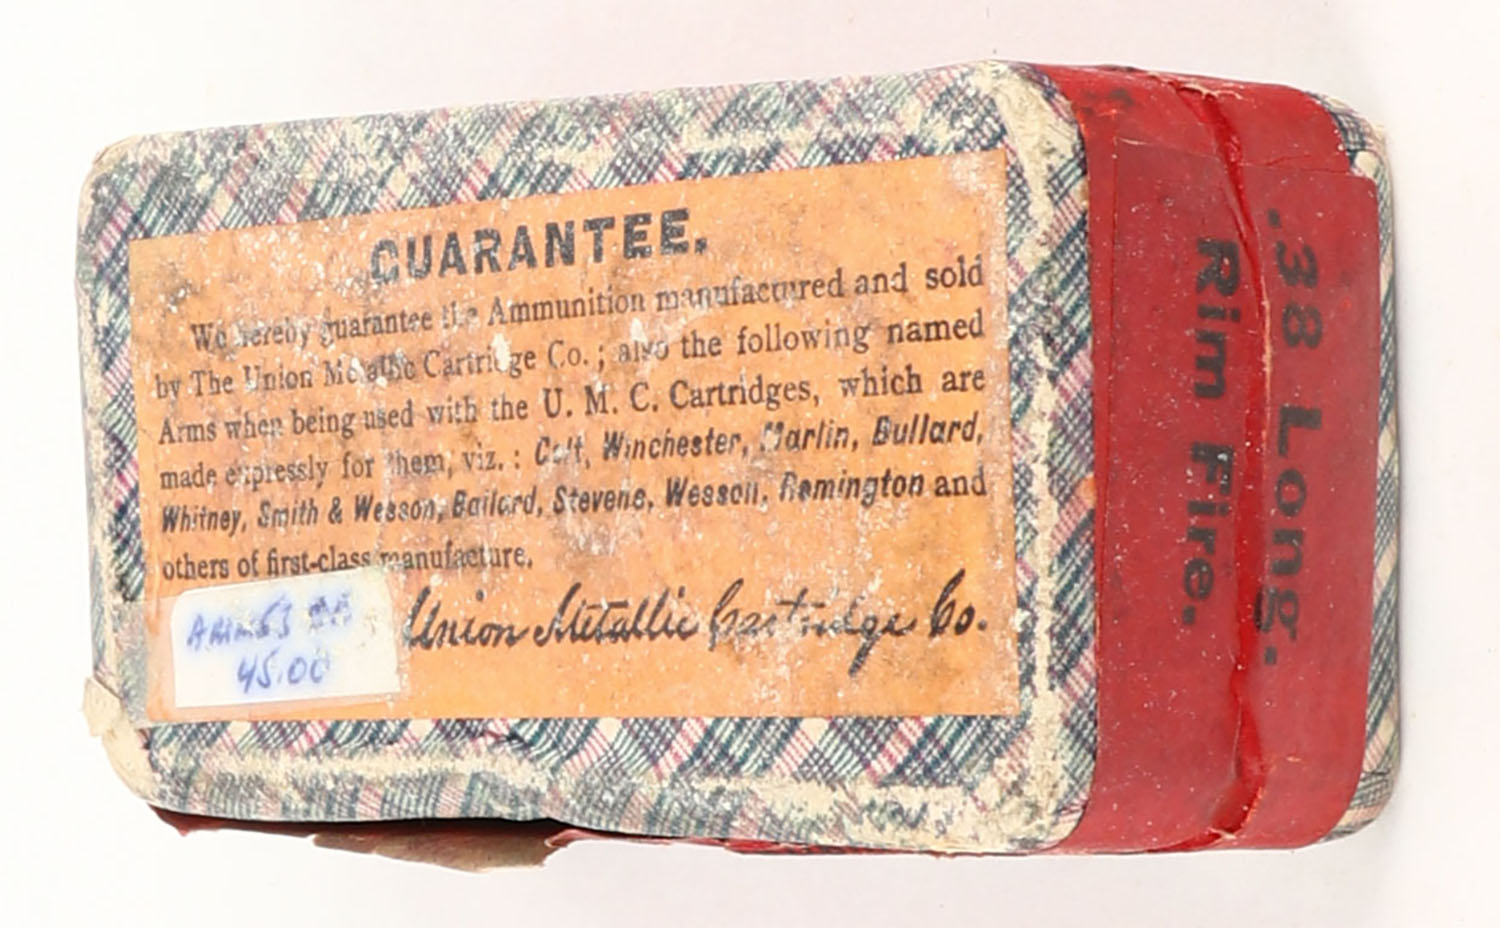 GUARANTEE.
We hereby guarantee the Ammunition manufactured and sold
by The Union Metallic Cartridge Co.; also the following named
Arms when being used with the U. M. C. Cartridges, which are
made expressly for them, viz.: Colt, Winchester, Marlin, Bullard,
Whitney, Smith & Wesson, Ballard, Stevens, Wesson, Remington and
others of first-class manufacture.
Union Metallic Cartridge Co.
45.00
.38 Long.
Rim Fire.